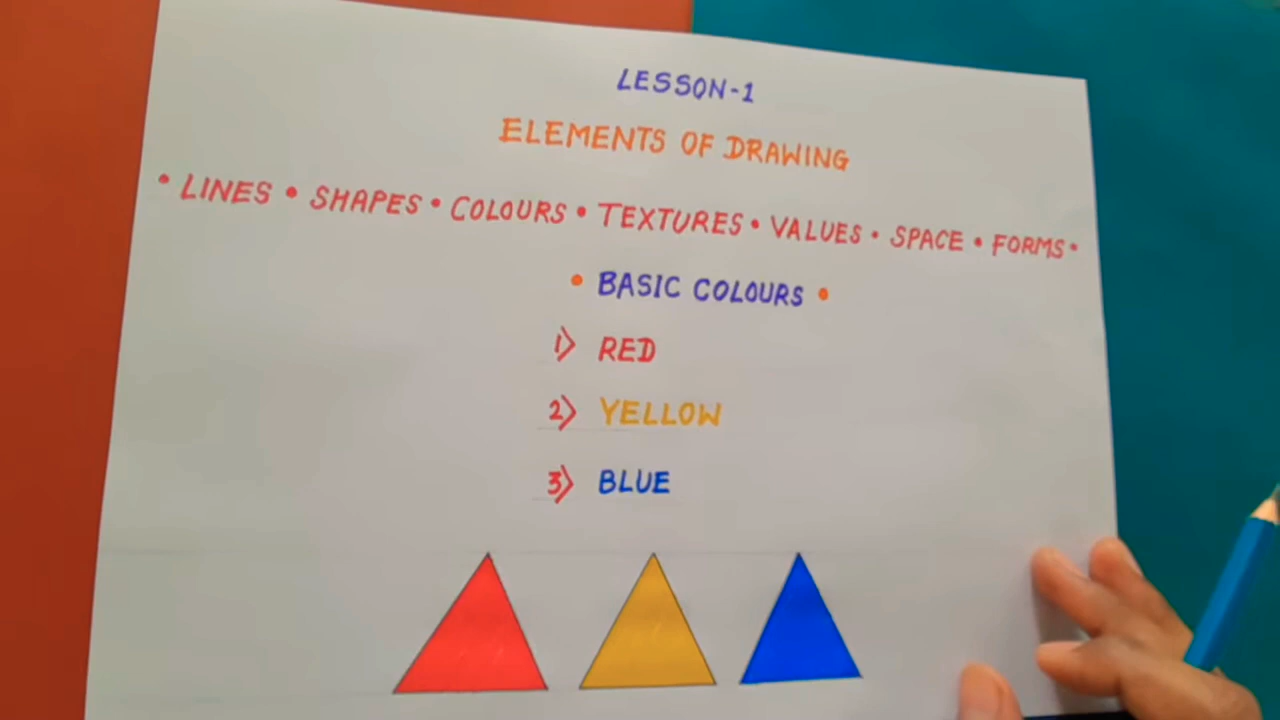 LESSON-1
ELEMENTS OF DRAWING
• LINES • SHAPES • COLOURS • TEXTURES • VALUES • SPACE • FORMS •
• BASIC COLOURS •
1) RED
2) YELLOW
3) BLUE